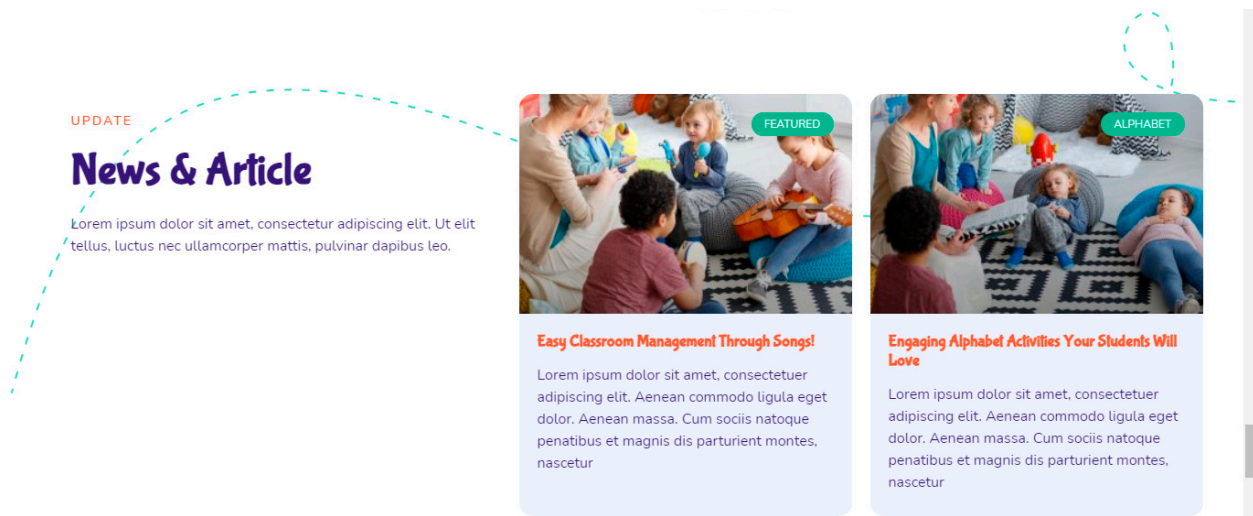 UPDATE
News & Article
Lorem ipsum dolor sit amet, consectetur adipiscing elit. Ut elit
tellus, luctus nec ullamcorper mattis, pulvinar dapibus leo.
FEATURED
Easy Classroom Management Through Songs!
Lorem ipsum dolor sit amet, consectetuer
adipiscing elit. Aenean commodo ligula eget
dolor. Aenean massa. Cum sociis natoque
penatibus et magnis dis parturient montes,
nascetur
ALPHABET
Engaging Alphabet Activities Your Students Will
Love
Lorem ipsum dolor sit amet, consectetuer
adipiscing elit. Aenean commodo ligula eget
dolor. Aenean massa. Cum sociis natoque
penatibus et magnis dis parturient montes,
nascetur